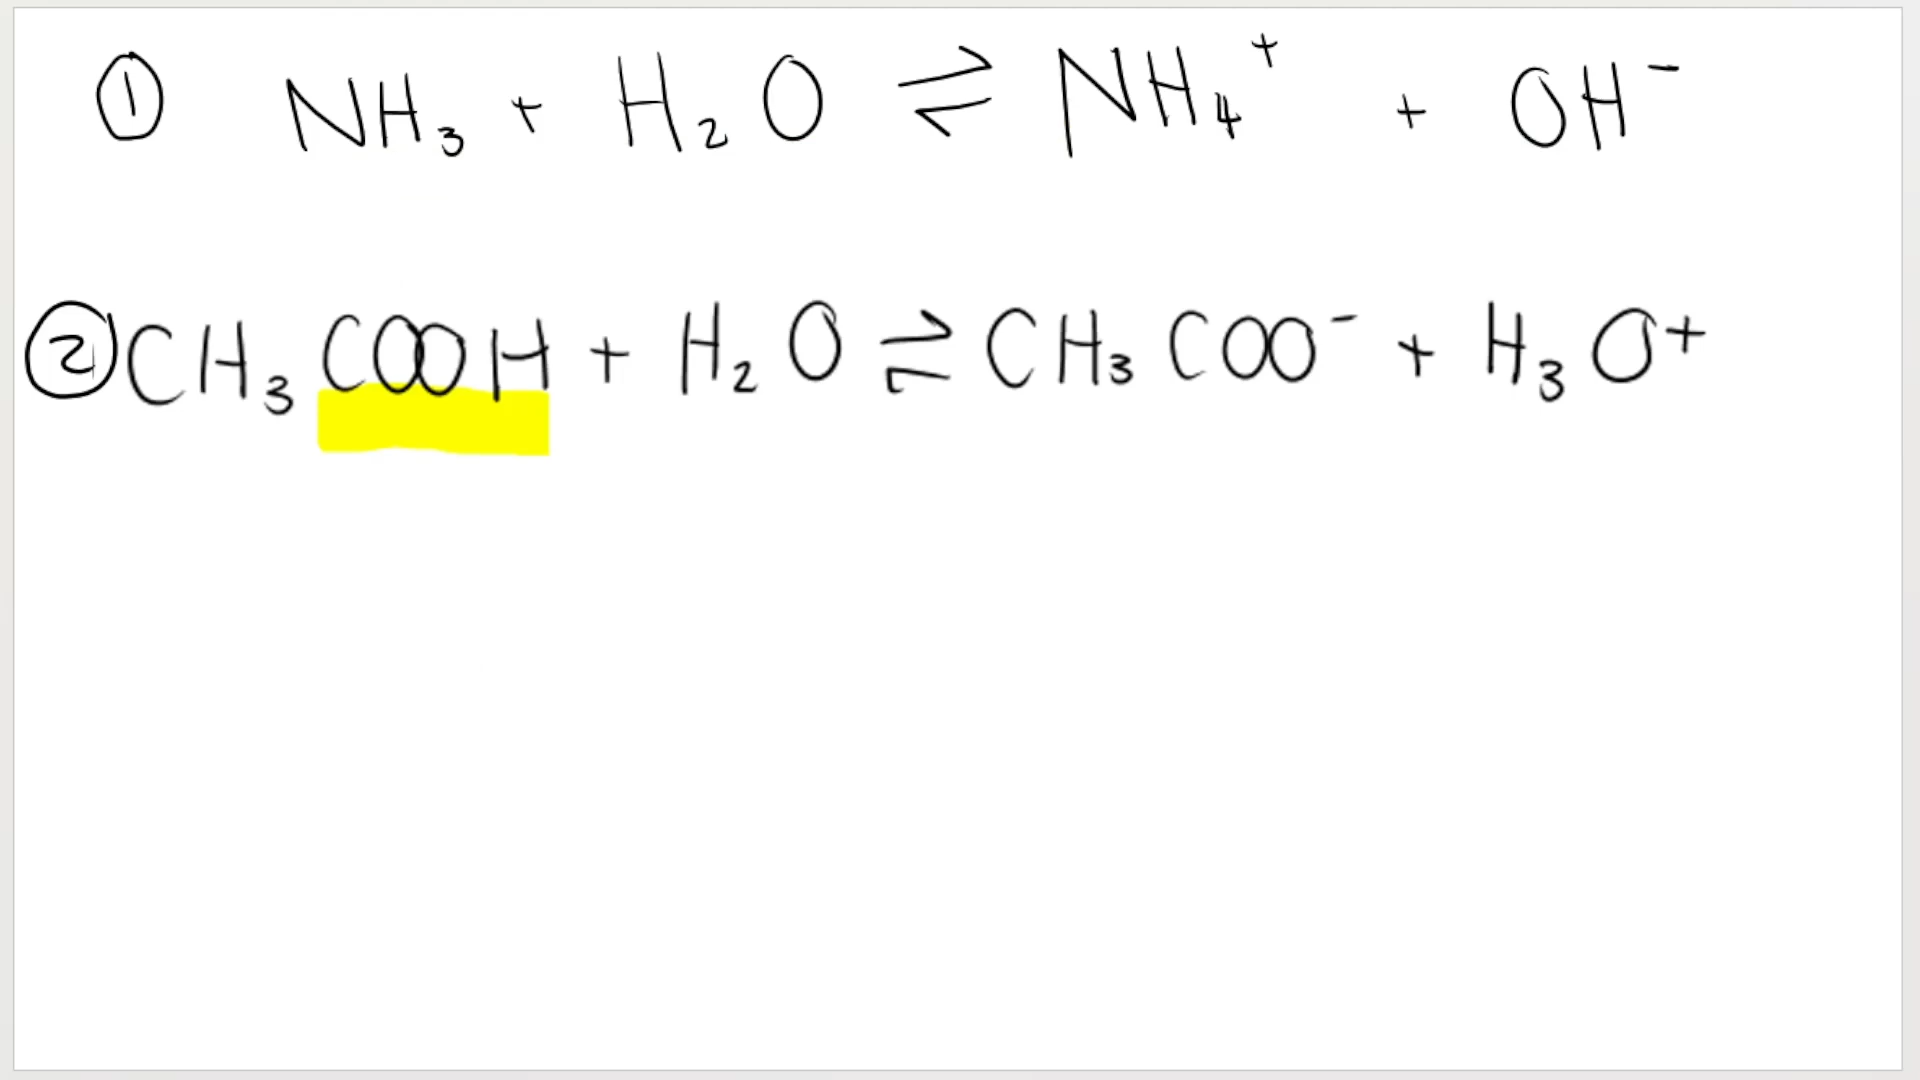 ① NH₃ + H₂O ⇌ NH₄⁺ + OH⁻
② CH₃COOH + H₂O ⇌ CH₃COO⁻ + H₃O⁺